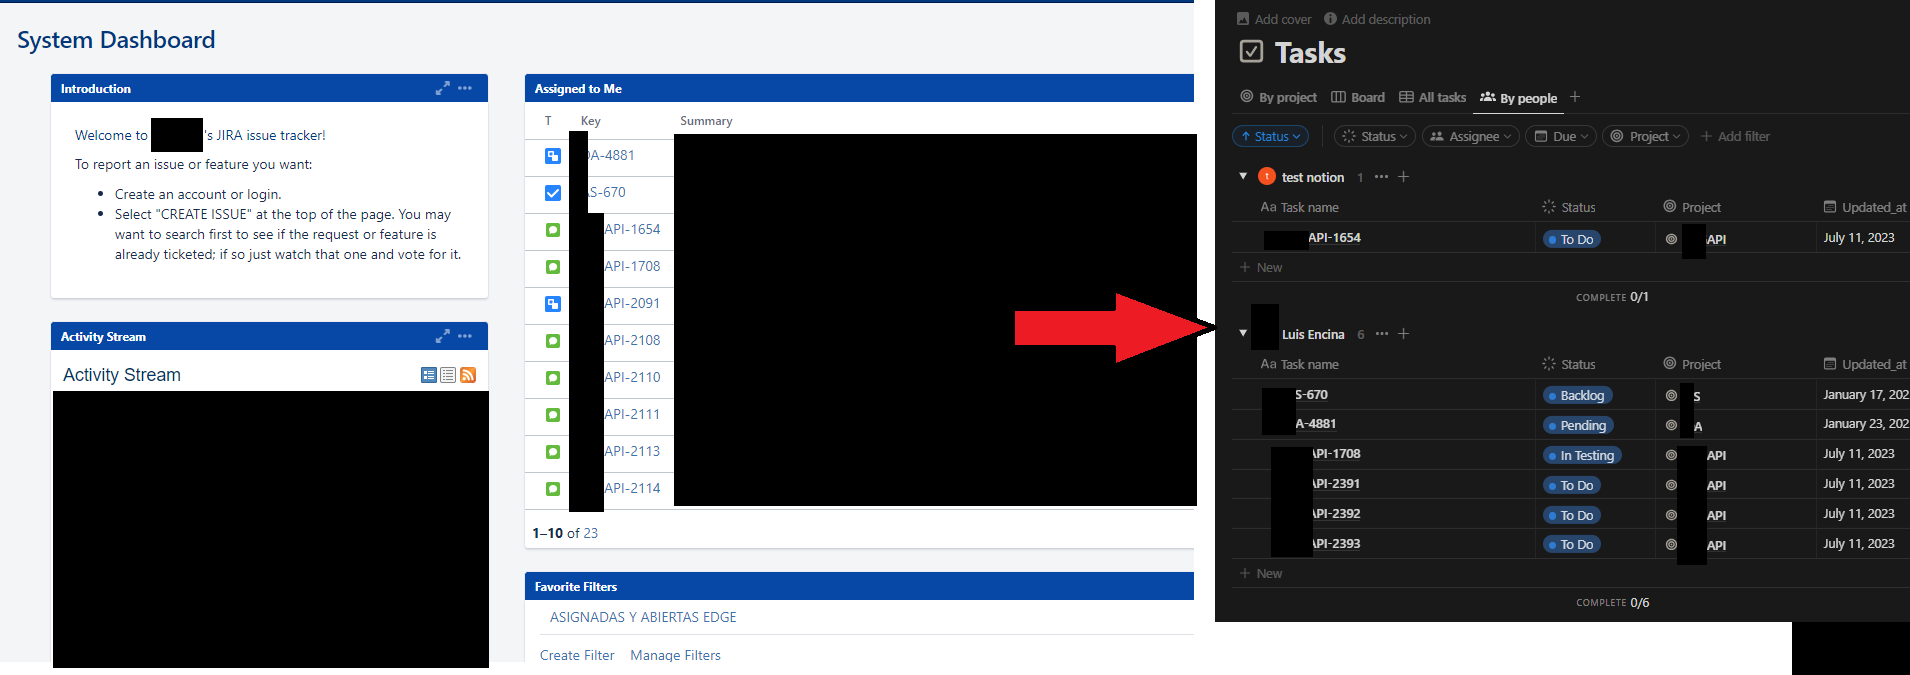 System Dashboard
Introduction
Welcome to 's JIRA issue tracker!
To report an issue or feature you want:
Create an account or login.
Select "CREATE ISSUE" at the top of the page. You may
want to search first to see if the request or feature is
already ticketed; if so just watch that one and vote for it.
Activity Stream
Activity Stream
Assigned to Me
T Key Summary
A-4881
S-670
API-1654
API-1708
API-2091
API-2108
API-2110
API-2111
API-2113
API-2114
1–10 of 23
Favorite Filters
ASIGNADAS Y ABIERTAS EDGE
Create Filter Manage Filters
Add cover Add description
Tasks
By project Board All tasks By people +
↑ Status Status Assignee Due Project + Add filter
t test notion 1 ••• +
Aa Task name Status Project Updated_at
API-1654 To Do API July 11, 2023
+ New
COMPLETE 0/1
Luis Encina 6 ••• +
Aa Task name Status Project Updated_at
S-670 Backlog S January 17, 202
A-4881 Pending A January 23, 202
API-1708 In Testing API July 11, 2023
API-2391 To Do API July 11, 2023
API-2392 To Do API July 11, 2023
API-2393 To Do API July 11, 2023
+ New
COMPLETE 0/6